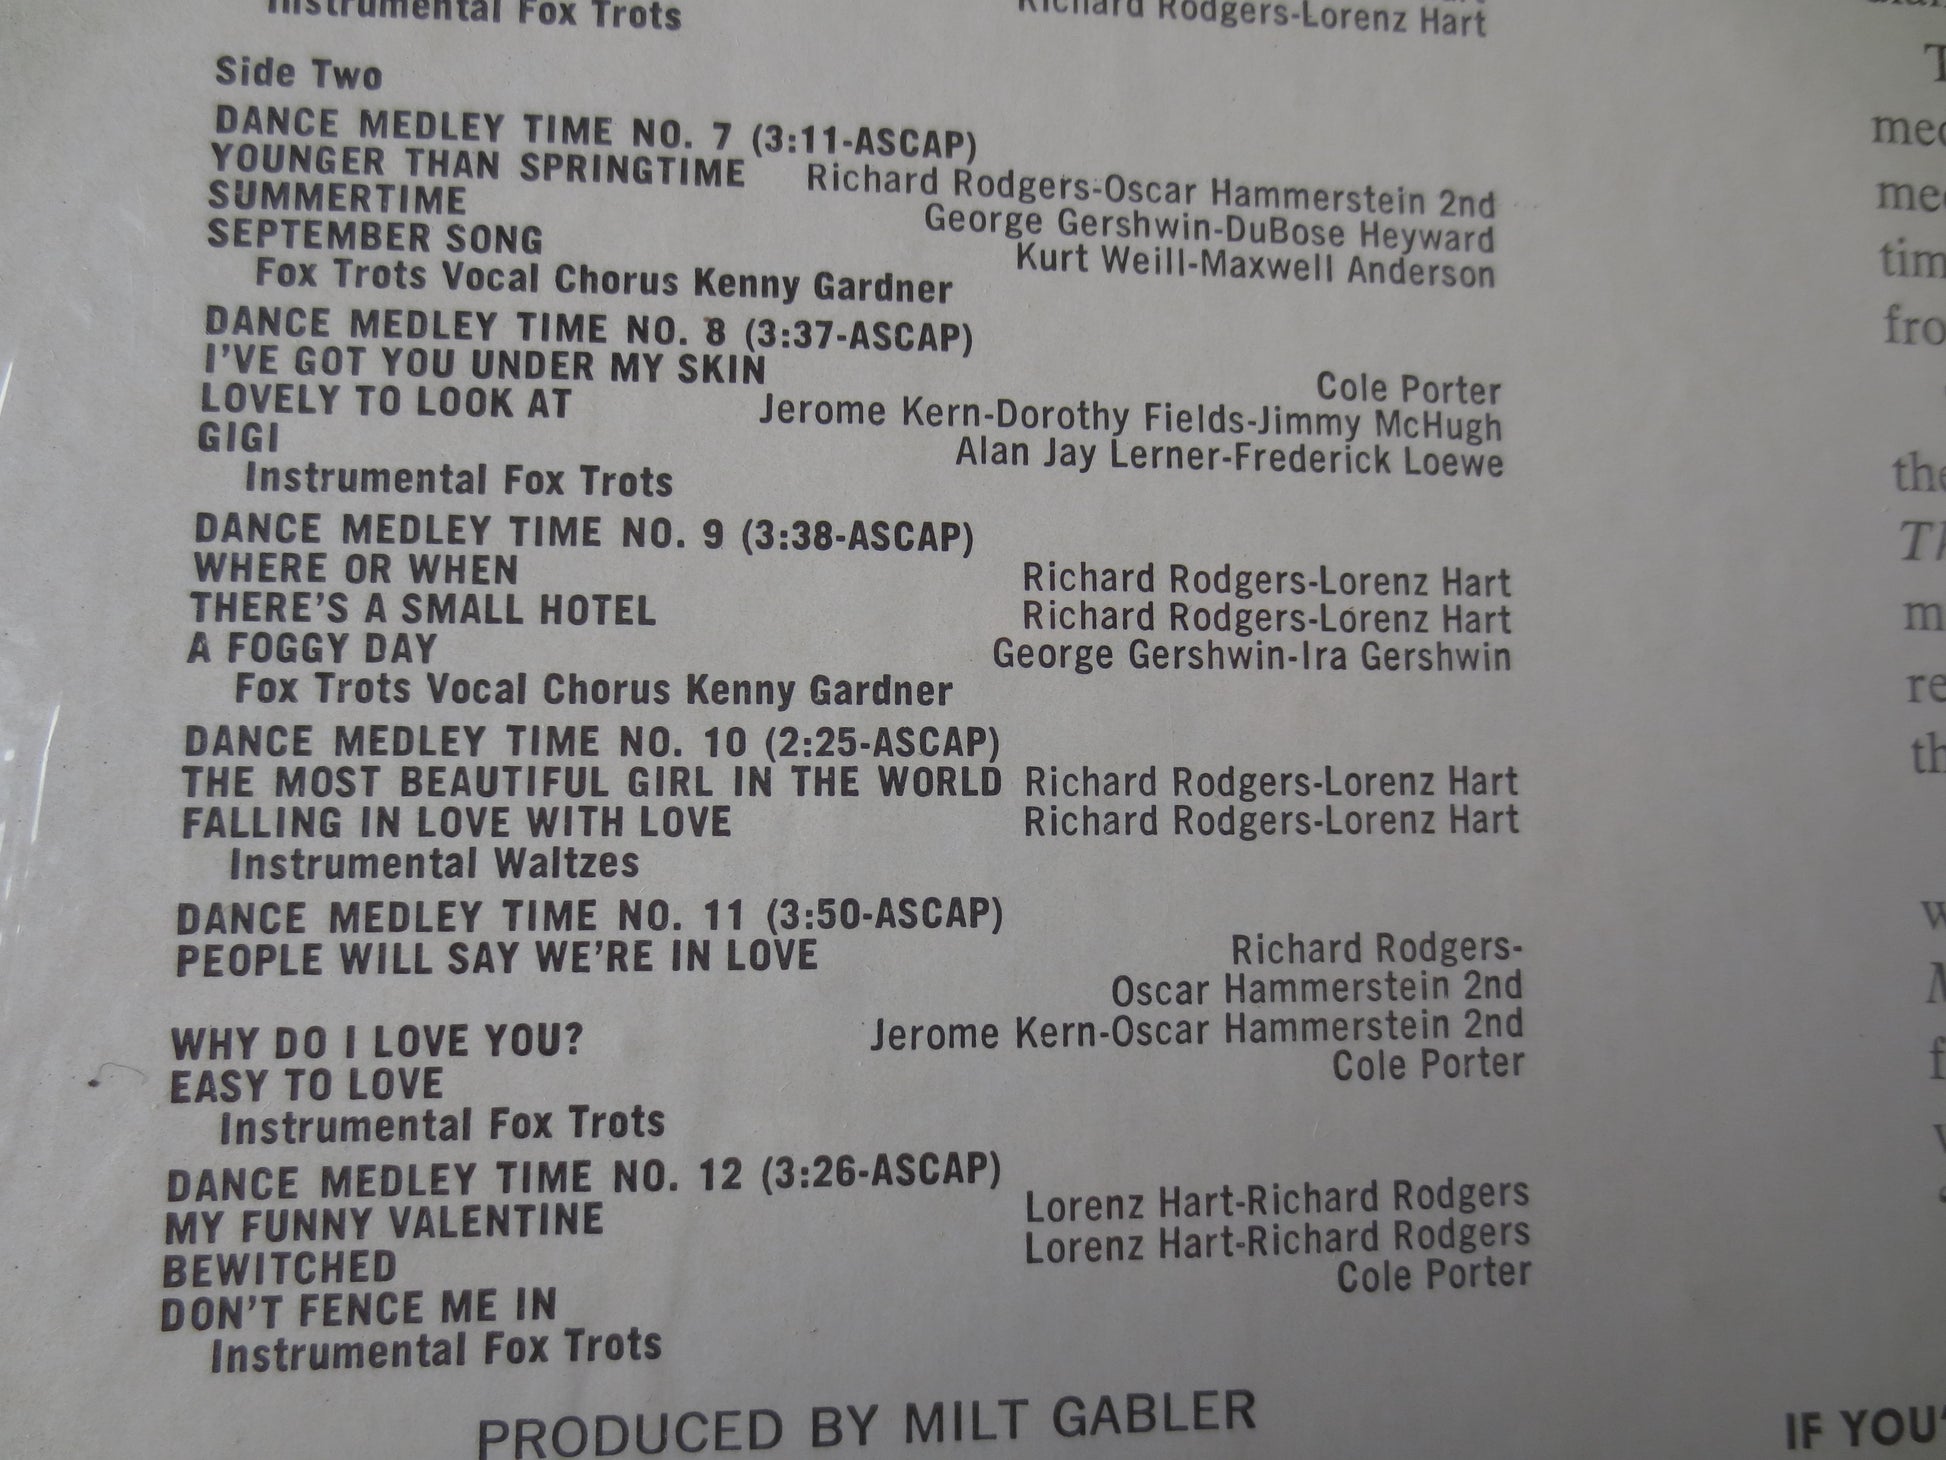 Instrumental Fox Trots
Richard Rodgers-Lorenz Hart
Side Two
DANCE MEDLEY TIME NO. 7 (3:11-ASCAP)
YOUNGER THAN SPRINGTIME Richard Rodgers-Oscar Hammerstein 2nd
SUMMERTIME George Gershwin-DuBose Heyward
SEPTEMBER SONG Kurt Weill-Maxwell Anderson
Fox Trots Vocal Chorus Kenny Gardner
DANCE MEDLEY TIME NO. 8 (3:37-ASCAP)
I'VE GOT YOU UNDER MY SKIN Cole Porter
LOVELY TO LOOK AT Jerome Kern-Dorothy Fields-Jimmy McHugh
GIGI Alan Jay Lerner-Frederick Loewe
Instrumental Fox Trots
DANCE MEDLEY TIME NO. 9 (3:38-ASCAP)
WHERE OR WHEN Richard Rodgers-Lorenz Hart
THERE'S A SMALL HOTEL Richard Rodgers-Lorenz Hart
A FOGGY DAY George Gershwin-Ira Gershwin
Fox Trots Vocal Chorus Kenny Gardner
DANCE MEDLEY TIME NO. 10 (2:25-ASCAP)
THE MOST BEAUTIFUL GIRL IN THE WORLD Richard Rodgers-Lorenz Hart
FALLING IN LOVE WITH LOVE Richard Rodgers-Lorenz Hart
Instrumental Waltzes
DANCE MEDLEY TIME NO. 11 (3:50-ASCAP)
PEOPLE WILL SAY WE'RE IN LOVE Richard Rodgers-
Oscar Hammerstein 2nd
WHY DO I LOVE YOU? Jerome Kern-Oscar Hammerstein 2nd
EASY TO LOVE Cole Porter
Instrumental Fox Trots
DANCE MEDLEY TIME NO. 12 (3:26-ASCAP)
MY FUNNY VALENTINE Lorenz Hart-Richard Rodgers
BEWITCHED Lorenz Hart-Richard Rodgers
DON'T FENCE ME IN Cole Porter
Instrumental Fox Trots
PRODUCED BY MILT GABLER
IF YOU'